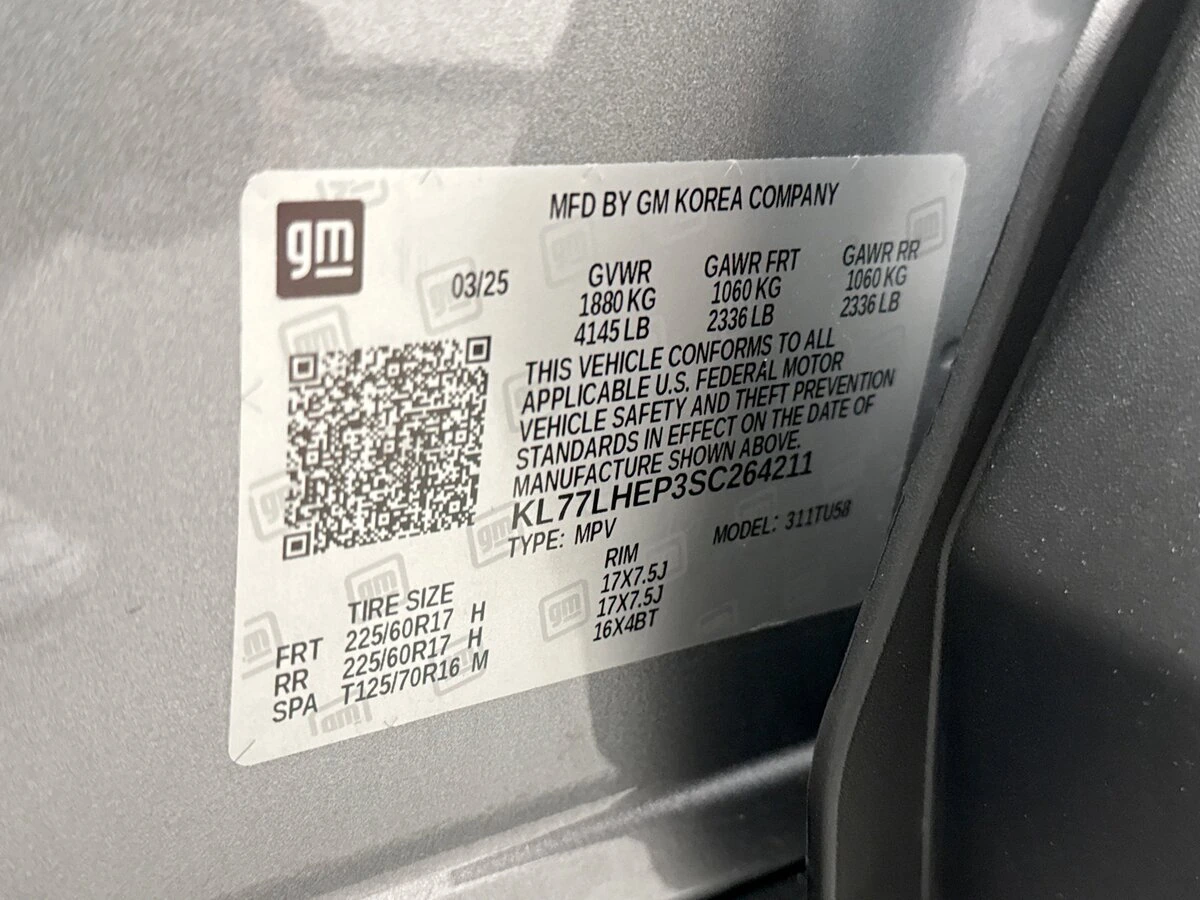 gm
MFD BY GM KOREA COMPANY
03/25
GVWR GAWR FRT GAWR RR
1880 KG 1060 KG 1060 KG
4145 LB 2336 LB 2336 LB
THIS VEHICLE CONFORMS TO ALL
APPLICABLE U.S. FEDERAL MOTOR
VEHICLE SAFETY AND THEFT PREVENTION
STANDARDS IN EFFECT ON THE DATE OF
MANUFACTURE SHOWN ABOVE.
KL77LHEP3SC264211
TYPE: MPV MODEL: 311TU58
TIRE SIZE RIM
FRT 225/60R17 H 17X7.5J
RR 225/60R17 H 17X7.5J
SPA T125/70R16 M 16X4BT